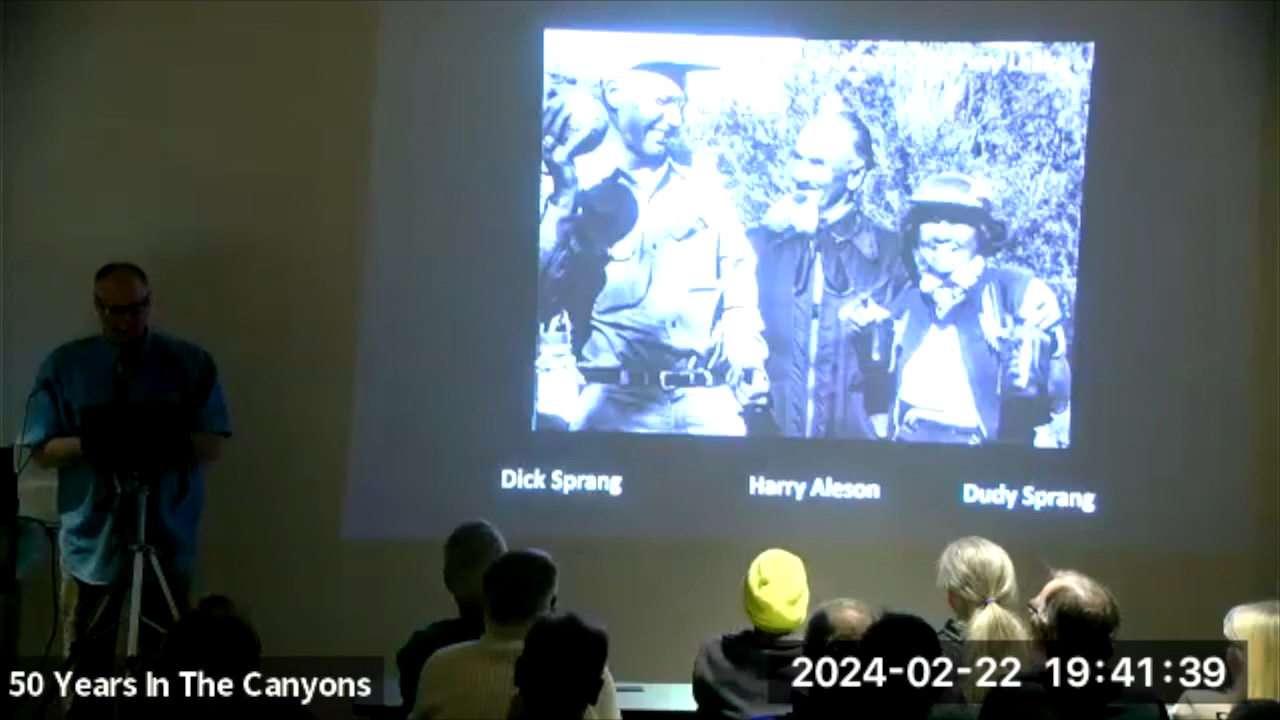 Dick Sprang
Harry Aleson
Dudy Sprang
50 Years In The Canyons
2024-02-22 19:41:39